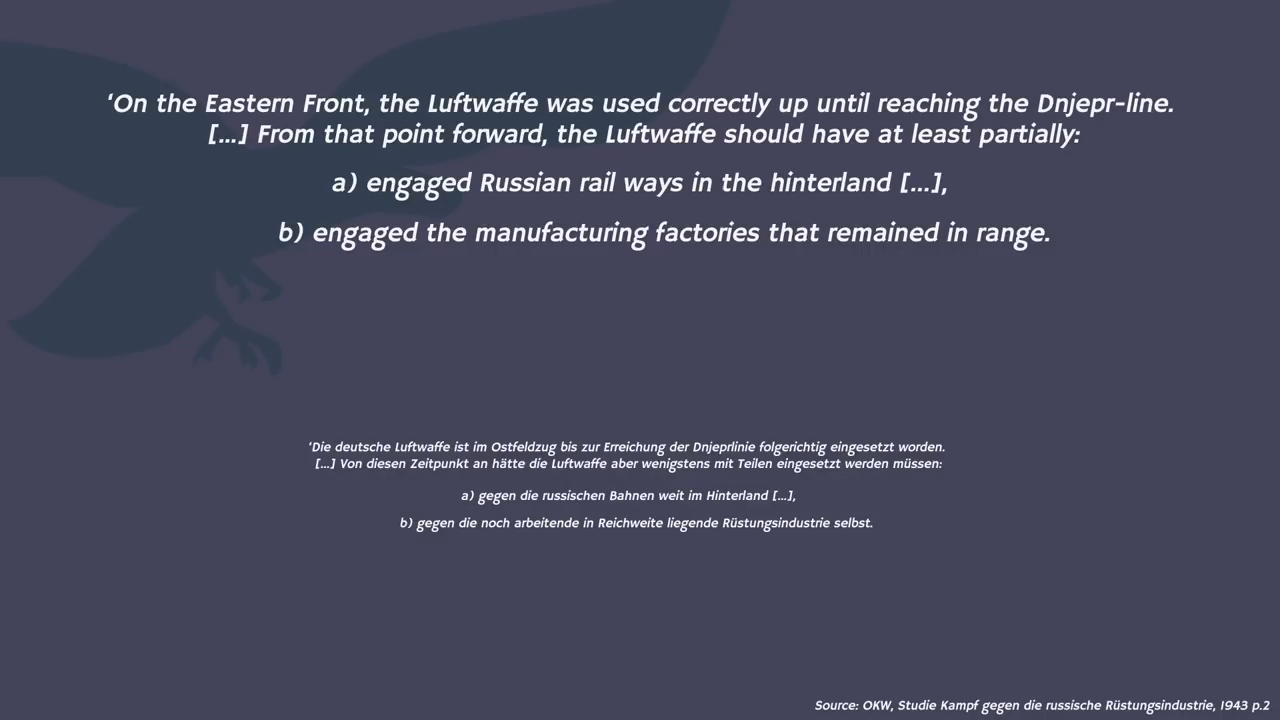 ‘On the Eastern Front, the Luftwaffe was used correctly up until reaching the Dnjepr-line.
[...] From that point forward, the Luftwaffe should have at least partially:
a) engaged Russian rail ways in the hinterland [...],
b) engaged the manufacturing factories that remained in range.
‘Die deutsche Luftwaffe ist im Ostfeldzug bis zur Erreichung der Dnjeprlinie folgerichtig eingesetzt worden.
[...] Von diesen Zeitpunkt an hätte die Luftwaffe aber wenigstens mit Teilen eingesetzt werden müssen:
a) gegen die russischen Bahnen weit im Hinterland [...],
b) gegen die noch arbeitende in Reichweite liegende Rüstungsindustrie selbst.
Source: OKW, Studie Kampf gegen die russische Rüstungsindustrie, 1943 p.2